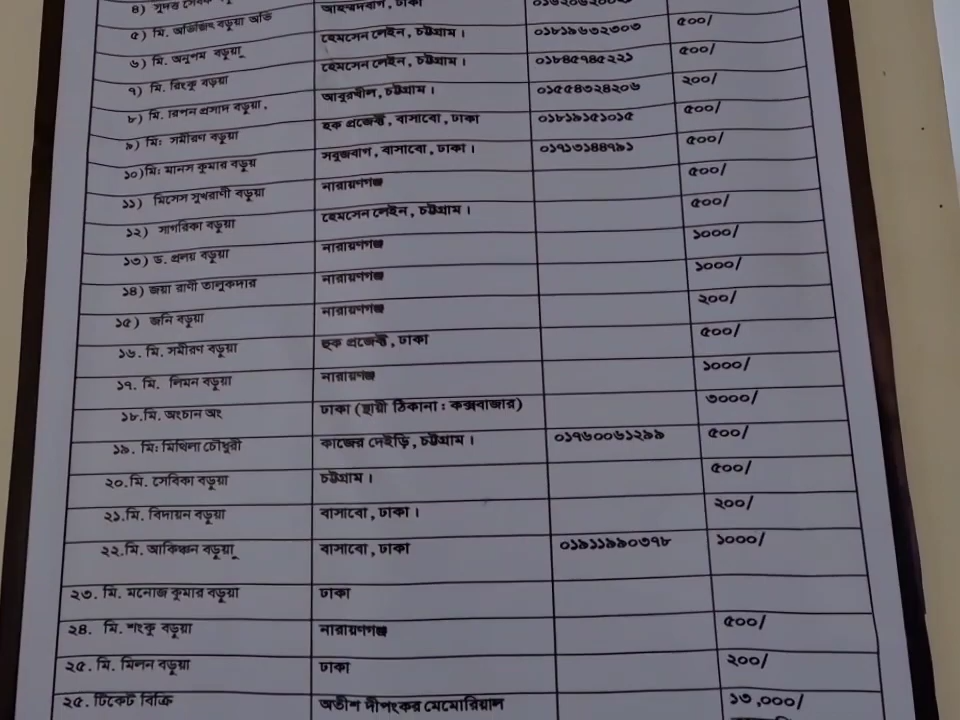 ৫) মি. অভিজিৎ বড়ুয়া অভি হেমসেন লেইন, চট্টগ্রাম। ০১৮১৯৬৩২৩০৩ ৫০০/
৬) মি. অনুপম বড়ুয়া হেমসেন লেইন, চট্টগ্রাম। ০১৮৪৫৭৪৫২২১ ৫০০/
৭) মি. রিংকু বড়ুয়া আবুরখীল, চট্টগ্রাম। ০১৫৫৪৩২৪২০৬ ২০০/
৮) মি. রিপন প্রসাদ বড়ুয়া, হক প্রজেক্ট, বাসাবো, ঢাকা ০১৮১৯১৫১০১৫ ৫০০/
৯) মিঃ সমীরণ বড়ুয়া সবুজবাগ, বাসাবো, ঢাকা। ০১৭১৩১৪৪৭৯১ ৫০০/
১০) মিঃ মানস কুমার বড়ুয়া নারায়ণগঞ্জ ৫০০/
১১) মিসেস সুখরাণী বড়ুয়া হেমসেন লেইন, চট্টগ্রাম। ৫০০/
১২) সাগরিকা বড়ুয়া নারায়ণগঞ্জ ১০০০/
১৩) ড. প্রলয় বড়ুয়া নারায়ণগঞ্জ ১০০০/
১৪) জয়া রাণী তালুকদার নারায়ণগঞ্জ ২০০/
১৫) জনি বড়ুয়া হক প্রজেক্ট, ঢাকা ৫০০/
১৬. মি. সমীরণ বড়ুয়া নারায়ণগঞ্জ ১০০০/
১৭. মি. লিমন বড়ুয়া ঢাকা (স্থায়ী ঠিকানা : কক্সবাজার) ৩০০০/
১৮.মি. অংচান অং কাজের দেইড়ি, চট্টগ্রাম। ০১৭৬০০৬১২৯৯ ৫০০/
১৯. মিঃ মিথিলা চৌধুরী চট্টগ্রাম। ৫০০/
২০.মি. সেবিকা বড়ুয়া বাসাবো, ঢাকা। ২০০/
২১.মি. বিদায়ন বড়ুয়া বাসাবো, ঢাকা ০১৯১১৯৯০৩৭৮ ১০০০/
২২.মি. আকিঞ্চন বড়ুয়া
২৩. মি. মনোজ কুমার বড়ুয়া ঢাকা
২৪. মি. শংকু বড়ুয়া নারায়ণগঞ্জ ৫০০/
২৫. মি. মিলন বড়ুয়া ঢাকা ২০০/
২৫. টিকেট বিক্রি অতীশ দীপংকর মেমোরিয়াল ১৩,০০০/